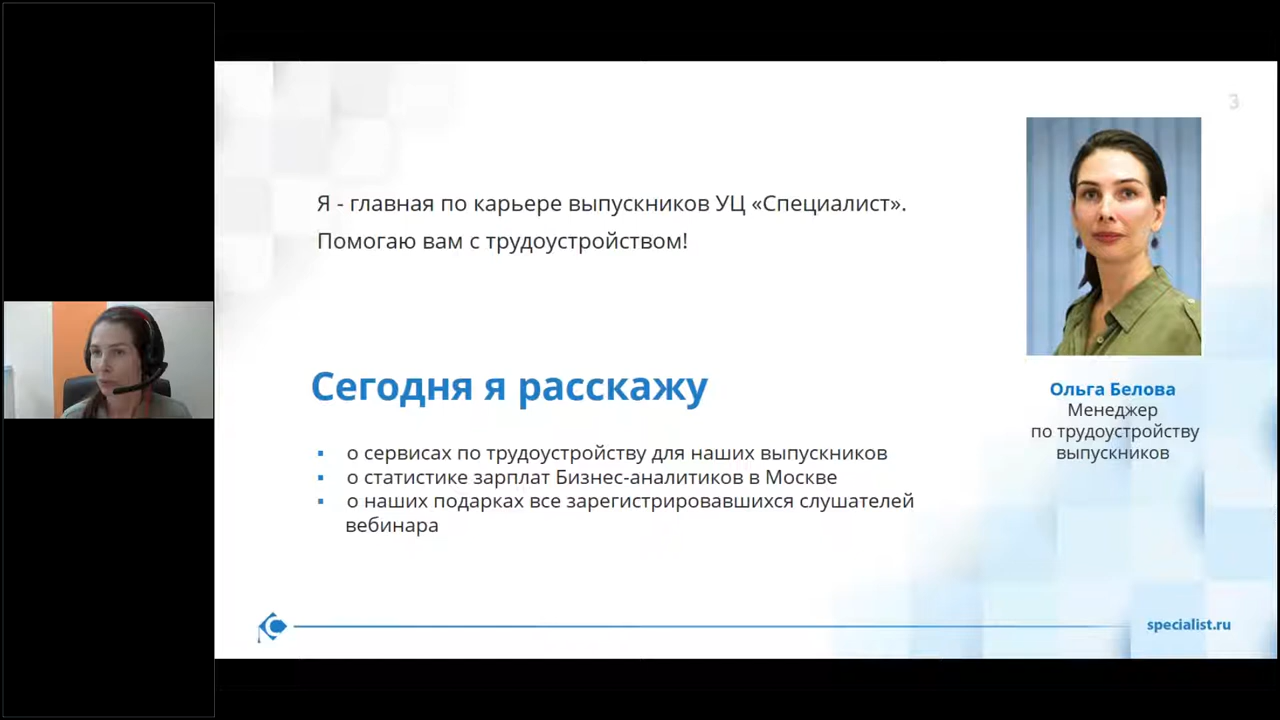 3
Я - главная по карьере выпускников УЦ «Специалист».
Помогаю вам с трудоустройством!
Сегодня я расскажу
▪ о сервисах по трудоустройству для наших выпускников
▪ о статистике зарплат Бизнес-аналитиков в Москве
▪ о наших подарках все зарегистрировавшихся слушателей
вебинара
Ольга Белова
Менеджер
по трудоустройству
выпускников
specialist.ru